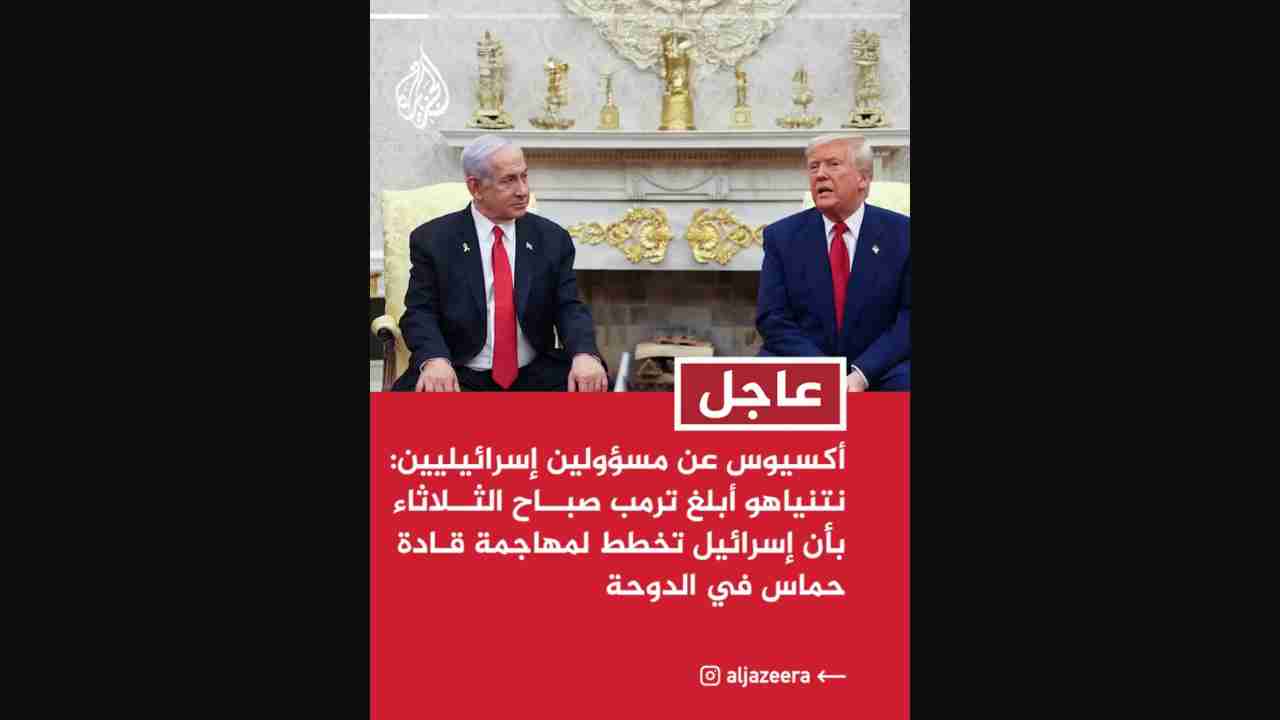 الجزيرة
عاجل
أكسيوس عن مسؤولين إسرائيليين:
نتنياهو أبلغ ترمب صباح الثلاثاء
بأن إسرائيل تخطط لمهاجمة قادة
حماس في الدوحة
aljazeera